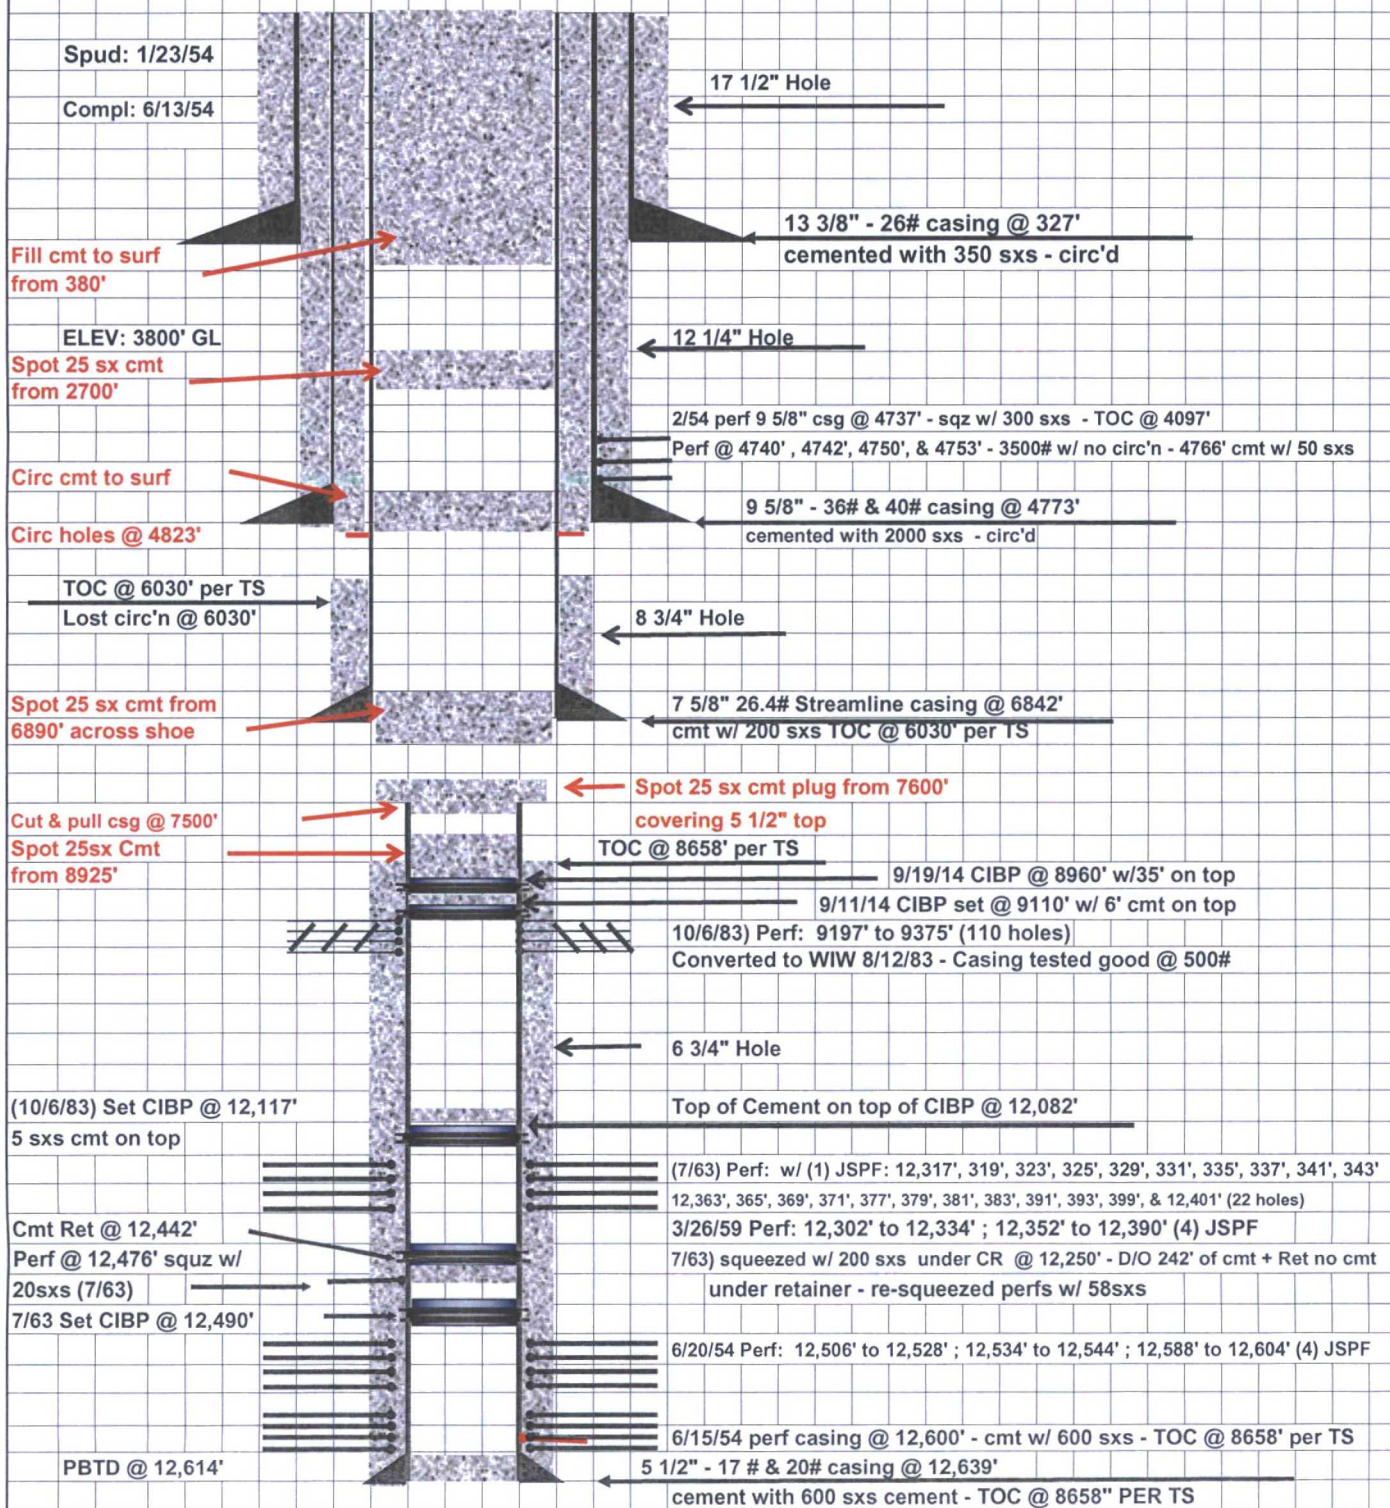 Spud: 1/23/54
17 1/2" Hole
Compl: 6/13/54
13 3/8" - 26# casing @ 327'
cemented with 350 sxs - circ'd
Fill cmt to surf
from 380'
ELEV: 3800' GL
12 1/4" Hole
Spot 25 sx cmt
from 2700'
2/54 perf 9 5/8" csg @ 4737' - sqz w/ 300 sxs - TOC @ 4097'
Perf @ 4740' , 4742', 4750', & 4753' - 3500# w/ no circ'n - 4766' cmt w/ 50 sxs
Circ cmt to surf
9 5/8" - 36# & 40# casing @ 4773'
cemented with 2000 sxs - circ'd
Circ holes @ 4823'
TOC @ 6030' per TS
Lost circ'n @ 6030'
8 3/4" Hole
Spot 25 sx cmt from
6890' across shoe
7 5/8" 26.4# Streamline casing @ 6842'
cmt w/ 200 sxs TOC @ 6030' per TS
Spot 25 sx cmt plug from 7600'
covering 5 1/2" top
Cut & pull csg @ 7500'
Spot 25sx Cmt
from 8925'
TOC @ 8658' per TS
9/19/14 CIBP @ 8960' w/35' on top
9/11/14 CIBP set @ 9110' w/ 6' cmt on top
10/6/83) Perf: 9197' to 9375' (110 holes)
Converted to WIW 8/12/83 - Casing tested good @ 500#
6 3/4" Hole
(10/6/83) Set CIBP @ 12,117'
5 sxs cmt on top
Top of Cement on top of CIBP @ 12,082'
(7/63) Perf: w/ (1) JSPF: 12,317', 319', 323', 325', 329', 331', 335', 337', 341', 343'
12,363', 365', 369', 371', 377', 379', 381', 383', 391', 393', 399', & 12,401' (22 holes)
Cmt Ret @ 12,442'
Perf @ 12,476' squz w/
20sxs (7/63)
3/26/59 Perf: 12,302' to 12,334' ; 12,352' to 12,390' (4) JSPF
7/63) squeezed w/ 200 sxs under CR @ 12,250' - D/O 242' of cmt + Ret no cmt
under retainer - re-squeezed perfs w/ 58sxs
7/63 Set CIBP @ 12,490'
6/20/54 Perf: 12,506' to 12,528' ; 12,534' to 12,544' ; 12,588' to 12,604' (4) JSPF
6/15/54 perf casing @ 12,600' - cmt w/ 600 sxs - TOC @ 8658' per TS
PBTD @ 12,614'
5 1/2" - 17 # & 20# casing @ 12,639'
cement with 600 sxs cement - TOC @ 8658" PER TS